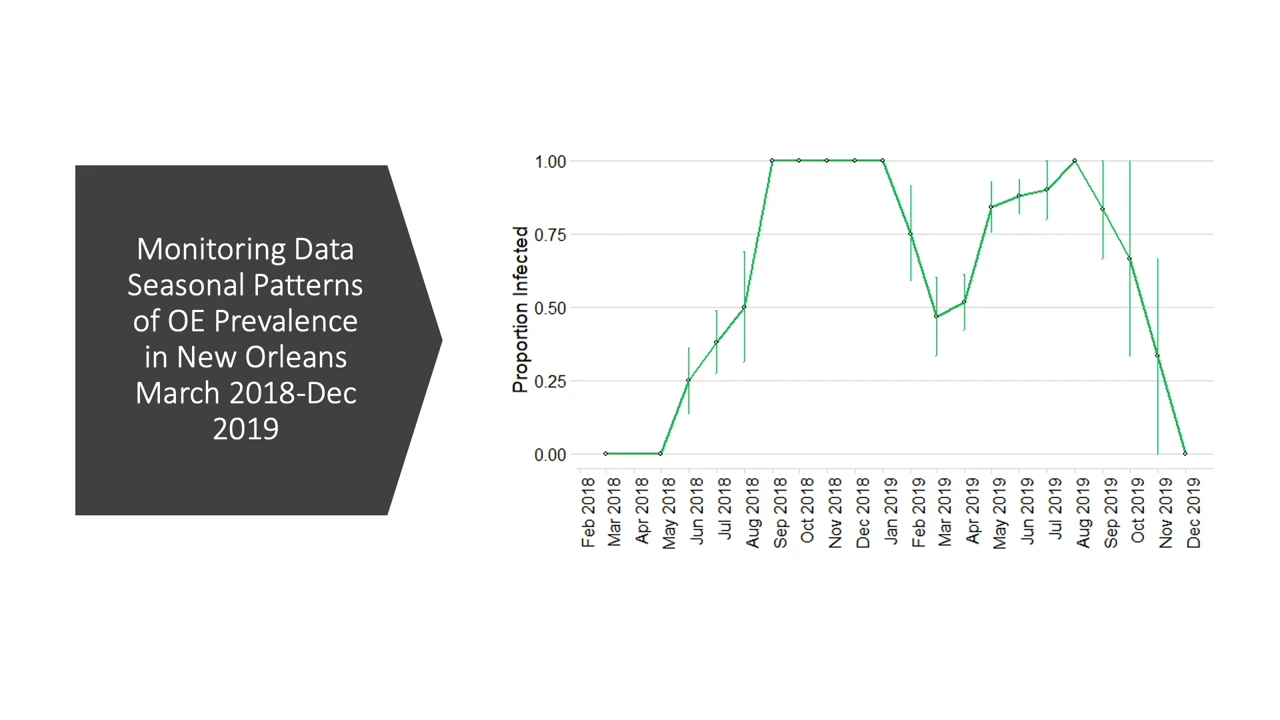 Monitoring Data
Seasonal Patterns
of OE Prevalence
in New Orleans
March 2018-Dec
2019
Proportion Infected
1.00
0.75
0.50
0.25
0.00
Feb 2018
Mar 2018
Apr 2018
May 2018
Jun 2018
Jul 2018
Aug 2018
Sep 2018
Oct 2018
Nov 2018
Dec 2018
Jan 2019
Feb 2019
Mar 2019
Apr 2019
May 2019
Jun 2019
Jul 2019
Aug 2019
Sep 2019
Oct 2019
Nov 2019
Dec 2019